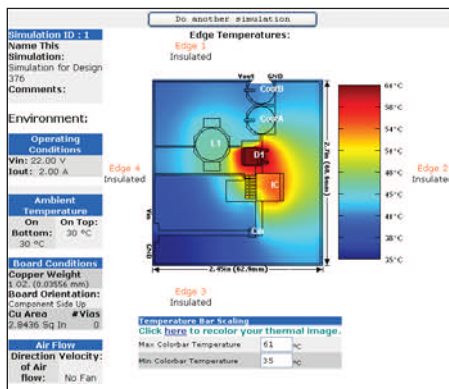 Do another simulation
Simulation ID : 1
Name This
Simulation:
Simulation for Design
376
Comments:
Environment:
Operating
Conditions
Vin: 22.00 V
Iout: 2.00 A
Ambient
Temperature
On Bottom: 30 °C
On Top: 30 °C
Board Conditions
Copper Weight
1 OZ. (0.03556 mm)
Board Orientation:
Component Side Up
Cu Area #Vias
2.8436 Sq In 0
Air Flow
Direction of Air flow:
Velocity: No Fan
Edge Temperatures:
Edge 1
Insulated
Edge 4
Insulated
Edge 2
Insulated
Vout GND
CoutB
CoutA
L1
D1
IC
Vin
GND
2.7in (68.6mm)
2.45in (62.9mm)
61°C
58°C
54°C
51°C
48°C
45°C
41°C
38°C
35°C
Edge 3
Insulated
Temperature Bar Scaling
Click here to recolor your thermal image.
Max Colorbar Temperature 61 °C
Min Colorbar Temperature 35 °C